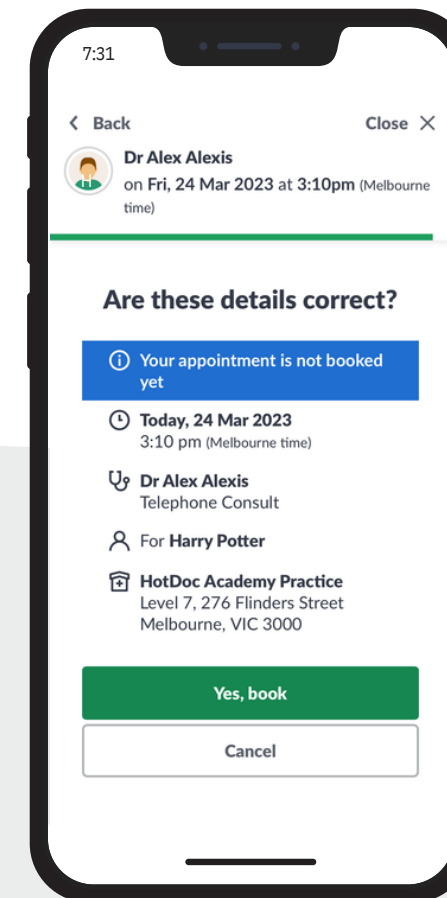 7:31
Back Close
Dr Alex Alexis
on Fri, 24 Mar 2023 at 3:10pm (Melbourne
time)
Are these details correct?
Your appointment is not booked
yet
Today, 24 Mar 2023
3:10 pm (Melbourne time)
Dr Alex Alexis
Telephone Consult
For Harry Potter
HotDoc Academy Practice
Level 7, 276 Flinders Street
Melbourne, VIC 3000
Yes, book
Cancel